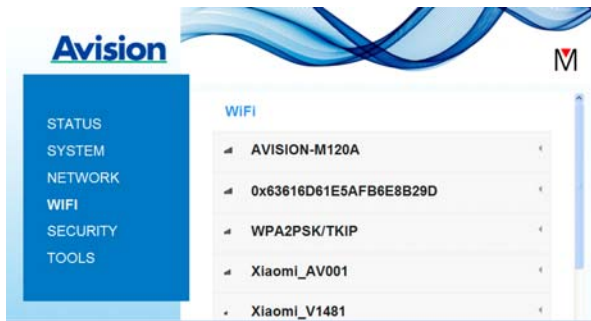 Avision
M
STATUS
SYSTEM
NETWORK
WIFI
SECURITY
TOOLS
WiFi
AVISION-M120A
0x63616D61E5AFB6E8B29D
WPA2PSK/TKIP
Xiaomi_AV001
Xiaomi_V1481